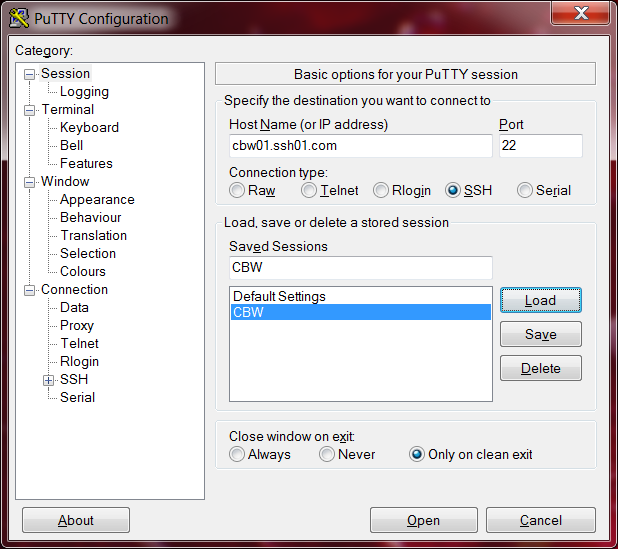 PuTTY Configuration
Category:
Session
Logging
Terminal
Keyboard
Bell
Features
Window
Appearance
Behaviour
Translation
Selection
Colours
Connection
Data
Proxy
Telnet
Rlogin
SSH
Serial
Basic options for your PuTTY session
Specify the destination you want to connect to
Host Name (or IP address) Port
cbw01.ssh01.com 22
Connection type:
Raw Telnet Rlogin SSH Serial
Load, save or delete a stored session
Saved Sessions
CBW
Default Settings
CBW
Load
Save
Delete
Close window on exit:
Always Never Only on clean exit
About Open Cancel